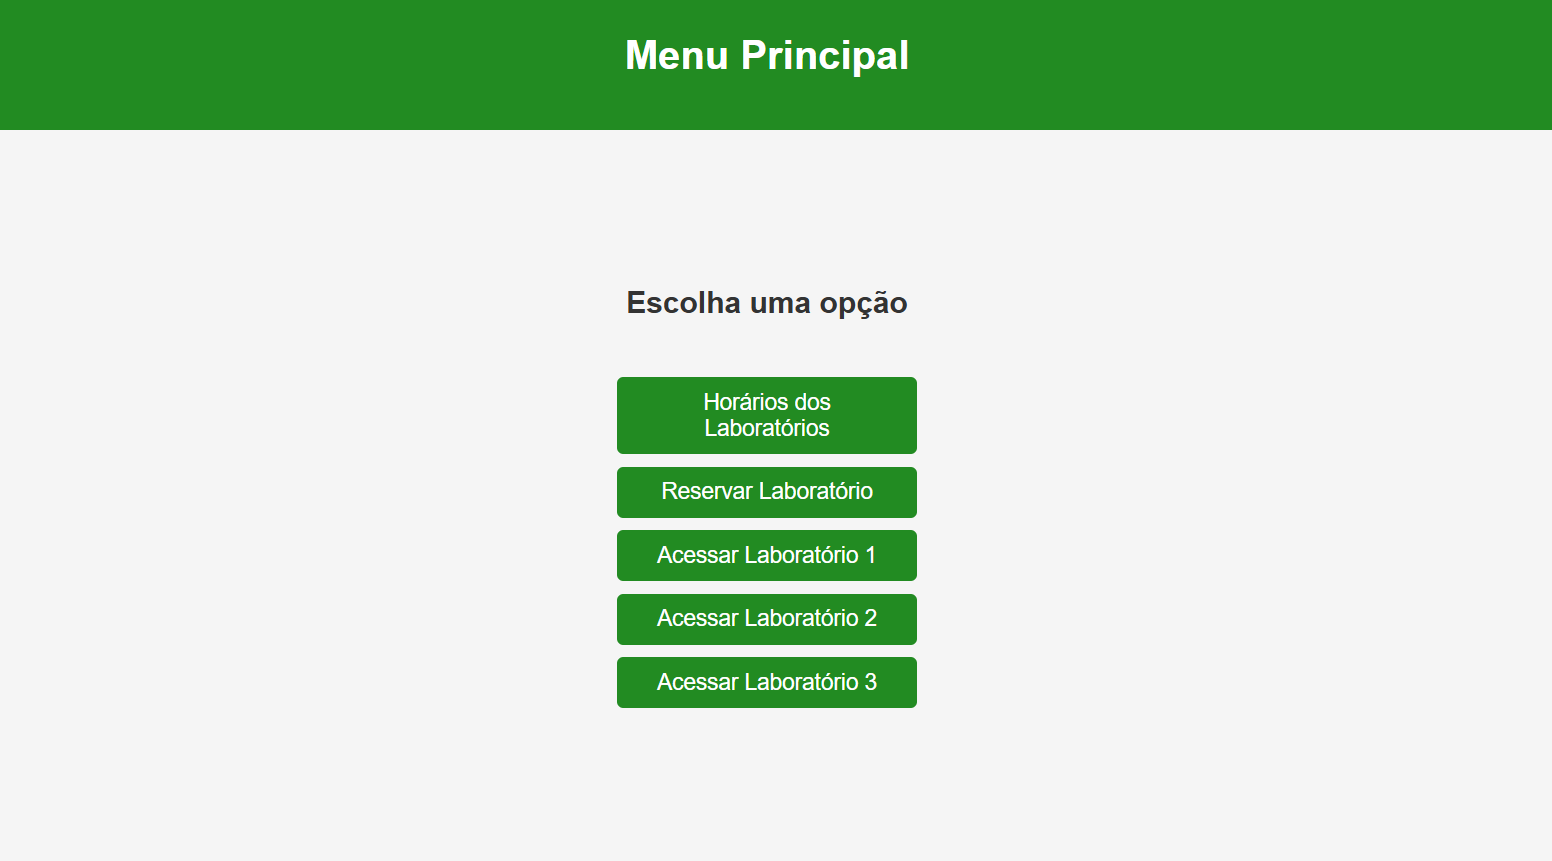 Menu Principal
Escolha uma opção
Horários dos
Laboratórios
Reservar Laboratório
Acessar Laboratório 1
Acessar Laboratório 2
Acessar Laboratório 3